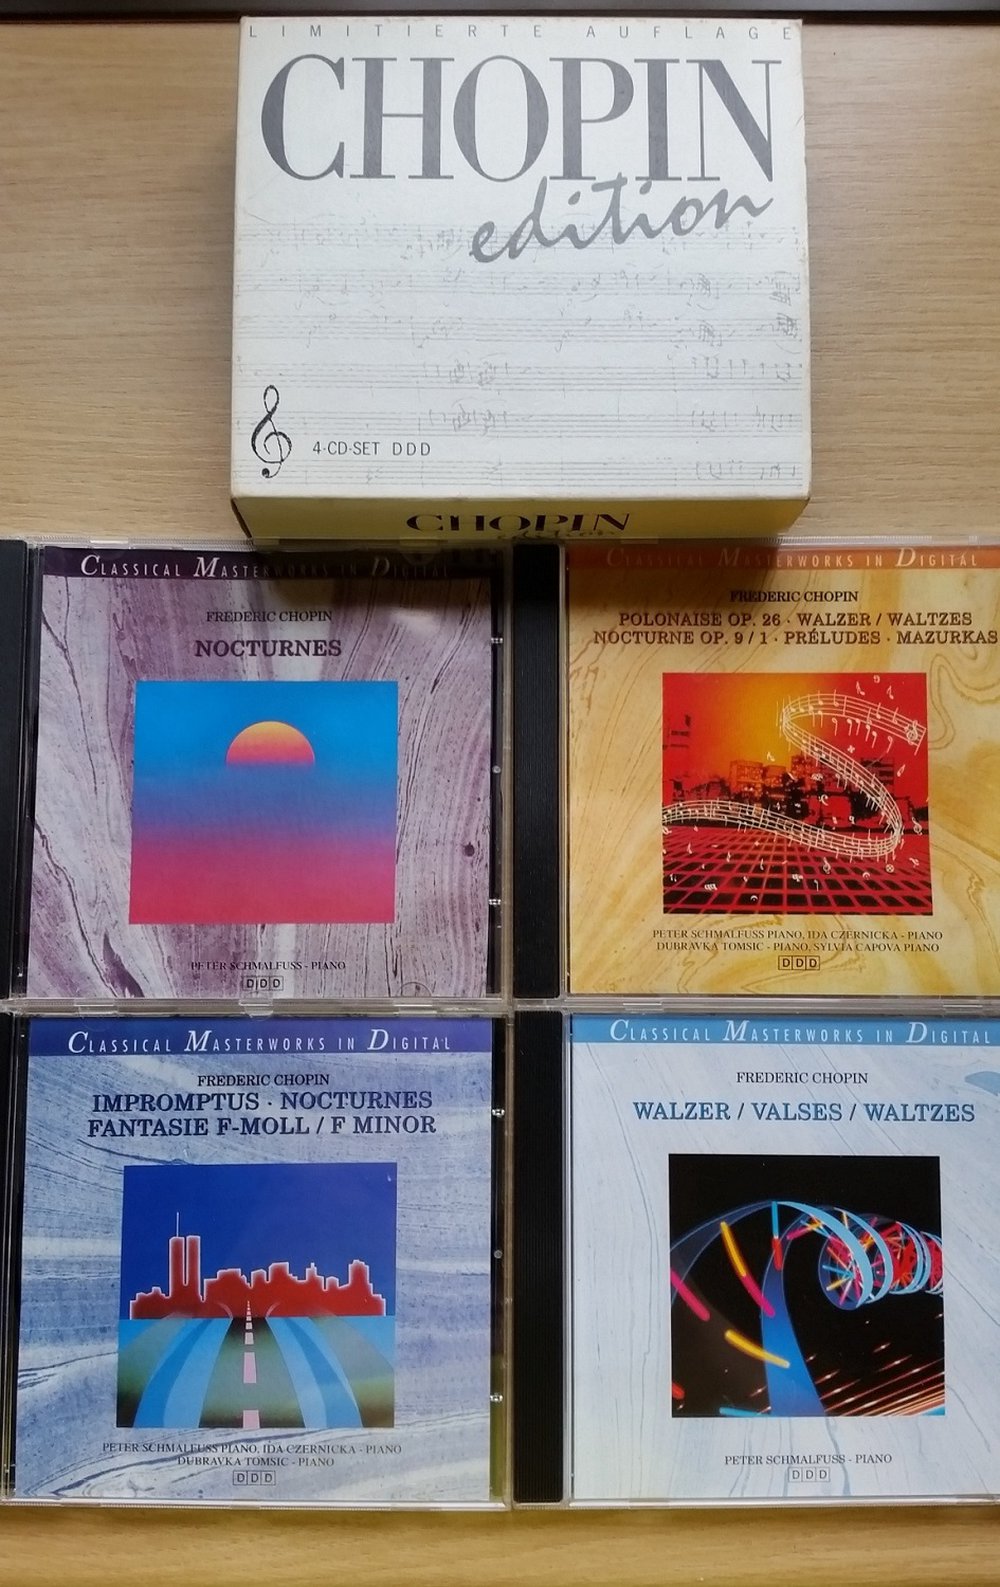 LIMITIERTE AUFLAGE
CHOPIN
edition
4-CD-SET DDD
CHOPIN
edition
CLASSICAL MASTERWORKS IN DIGITAL
FREDERIC CHOPIN
NOCTURNES
PETER SCHMALFUSS - PIANO
DDD
CLASSICAL MASTERWORKS IN DIGITAL
FREDERIC CHOPIN
POLONAISE OP. 26 · WALZER / WALTZES
NOCTURNE OP. 9 / 1 · PRÉLUDES · MAZURKAS
PETER SCHMALFUSS PIANO, IDA CZERNICKA - PIANO
DUBRAVKA TOMSIC - PIANO, SYLVIA CAPOVA PIANO
DDD
CLASSICAL MASTERWORKS IN DIGITAL
FREDERIC CHOPIN
IMPROMPTUS · NOCTURNES
FANTASIE F-MOLL / F MINOR
PETER SCHMALFUSS PIANO, IDA CZERNICKA - PIANO
DUBRAVKA TOMSIC - PIANO
DDD
CLASSICAL MASTERWORKS IN DIGITAL
FREDERIC CHOPIN
WALZER / VALSES / WALTZES
PETER SCHMALFUSS - PIANO
DDD